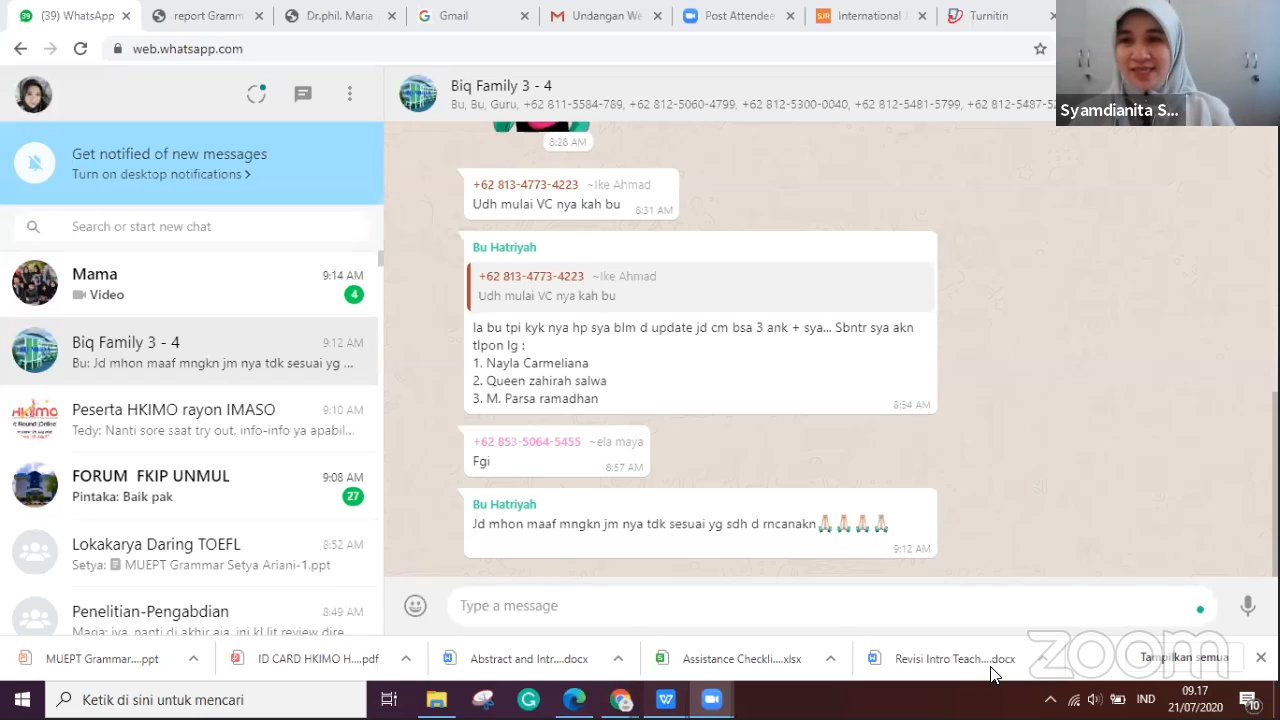 (39) WhatsApp
report Gramm
Dr.phil. Maria
Gmail
Undangan We
Post Attendee
SJR
International J
Turnitin
web.whatsapp.com
Syamdianita S...
Biq Family 3 - 4
Bu, Bu, Guru, +62 811-5584-789, +62 812-5060-4799, +62 812-5300-0040, +62 812-5481-5799, +62 812-5487-52
Get notified of new messages
Turn on desktop notifications >
Search or start new chat
Mama 9:14 AM
Video 4
Biq Family 3 - 4 9:12 AM
Bu: Jd mhon maaf mngkn jm nya tdk sesuai yg ...
Peserta HKIMO rayon IMASO 9:10 AM
Tedy: Nanti sore saat try out, info-info ya apabil...
FORUM FKIP UNMUL 9:08 AM
Pintaka: Baik pak 27
Lokakarya Daring TOEFL 8:52 AM
Setya: MUEPT Grammar Setya Ariani-1.ppt
Penelitian-Pengabdian 8:49 AM
Maria: iya, nanti di akhir aja, ini kl lit review dire
8:28 AM
+62 813-4773-4223 ~Ike Ahmad
Udh mulai VC nya kah bu 8:31 AM
Bu Hatriyah
+62 813-4773-4223 ~Ike Ahmad
Udh mulai VC nya kah bu
Ia bu tpi kyk nya hp sya blm d update jd cm bsa 3 ank + sya... Sbntr sya akn
tlpon lg :
1. Nayla Carmeliana
2. Queen zahirah salwa
3. M. Parsa ramadhan
8:54 AM
+62 853-5064-5455 ~ela maya
Fgi 8:57 AM
Bu Hatriyah
Jd mhon maaf mngkn jm nya tdk sesuai yg sdh d rncanakn
9:12 AM
Type a message
MUEPT Grammar....ppt
ID CARD HKIMO H....pdf
Abstract and Intr....docx
Assistance Checkli....xlsx
Revisi Intro Teach....docx
Tampilkan semua
zoom
Ketik di sini untuk mencari
IND
09.17
21/07/2020
10